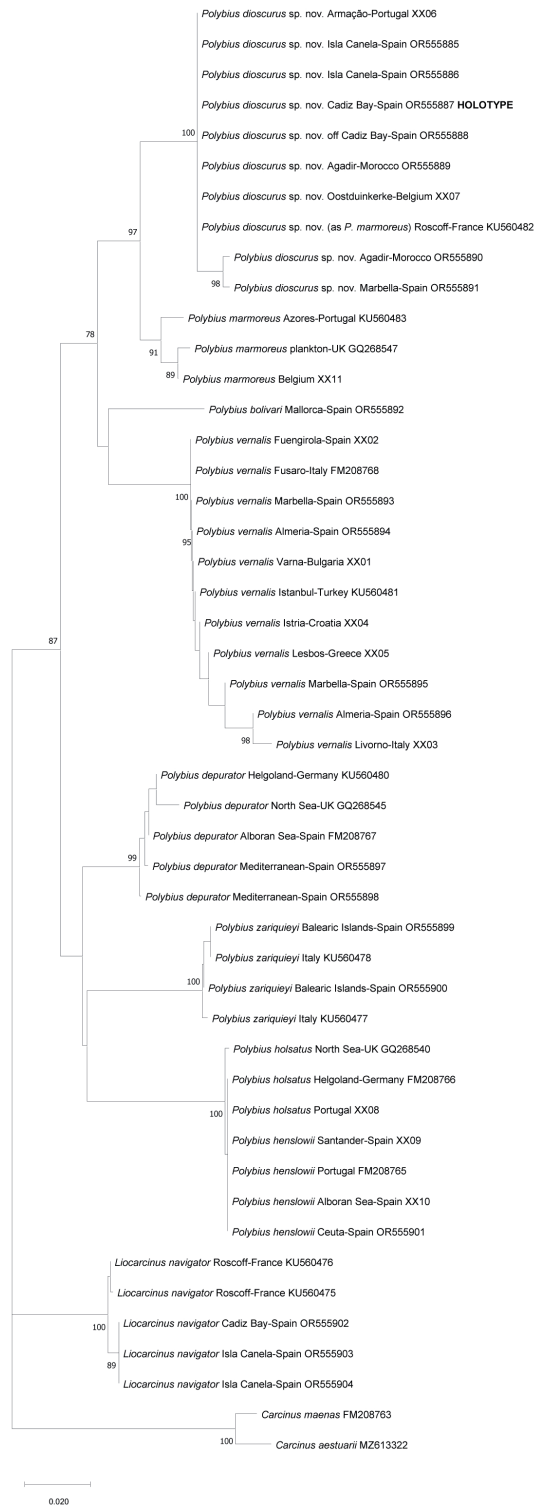 Polybius dioscurus sp. nov. Armação-Portugal XX06
Polybius dioscurus sp. nov. Isla Canela-Spain OR555885
Polybius dioscurus sp. nov. Isla Canela-Spain OR555886
Polybius dioscurus sp. nov. Cadiz Bay-Spain OR555887 HOLOTYPE
100
Polybius dioscurus sp. nov. off Cadiz Bay-Spain OR555888
Polybius dioscurus sp. nov. Agadir-Morocco OR555889
Polybius dioscurus sp. nov. Oostduinkerke-Belgium XX07
97
Polybius dioscurus sp. nov. (as P. marmoreus) Roscoff-France KU560482
Polybius dioscurus sp. nov. Agadir-Morocco OR555890
98
Polybius dioscurus sp. nov. Marbella-Spain OR555891
Polybius marmoreus Azores-Portugal KU560483
78
91
Polybius marmoreus plankton-UK GQ268547
89
Polybius marmoreus Belgium XX11
Polybius bolivari Mallorca-Spain OR555892
Polybius vernalis Fuengirola-Spain XX02
Polybius vernalis Fusaro-Italy FM208768
100
Polybius vernalis Marbella-Spain OR555893
Polybius vernalis Almeria-Spain OR555894
95
Polybius vernalis Varna-Bulgaria XX01
Polybius vernalis Istanbul-Turkey KU560481
Polybius vernalis Istria-Croatia XX04
87
Polybius vernalis Lesbos-Greece XX05
Polybius vernalis Marbella-Spain OR555895
Polybius vernalis Almeria-Spain OR555896
98
Polybius vernalis Livorno-Italy XX03
Polybius depurator Helgoland-Germany KU560480
Polybius depurator North Sea-UK GQ268545
Polybius depurator Alboran Sea-Spain FM208767
99
Polybius depurator Mediterranean-Spain OR555897
Polybius depurator Mediterranean-Spain OR555898
Polybius zariquieyi Balearic Islands-Spain OR555899
Polybius zariquieyi Italy KU560478
100
Polybius zariquieyi Balearic Islands-Spain OR555900
Polybius zariquieyi Italy KU560477
Polybius holsatus North Sea-UK GQ268540
Polybius holsatus Helgoland-Germany FM208766
100
Polybius holsatus Portugal XX08
Polybius henslowii Santander-Spain XX09
Polybius henslowii Portugal FM208765
Polybius henslowii Alboran Sea-Spain XX10
Polybius henslowii Ceuta-Spain OR555901
Liocarcinus navigator Roscoff-France KU560476
Liocarcinus navigator Roscoff-France KU560475
100
Liocarcinus navigator Cadiz Bay-Spain OR555902
Liocarcinus navigator Isla Canela-Spain OR555903
89
Liocarcinus navigator Isla Canela-Spain OR555904
Carcinus maenas FM208763
100
Carcinus aestuarii MZ613322
0.020